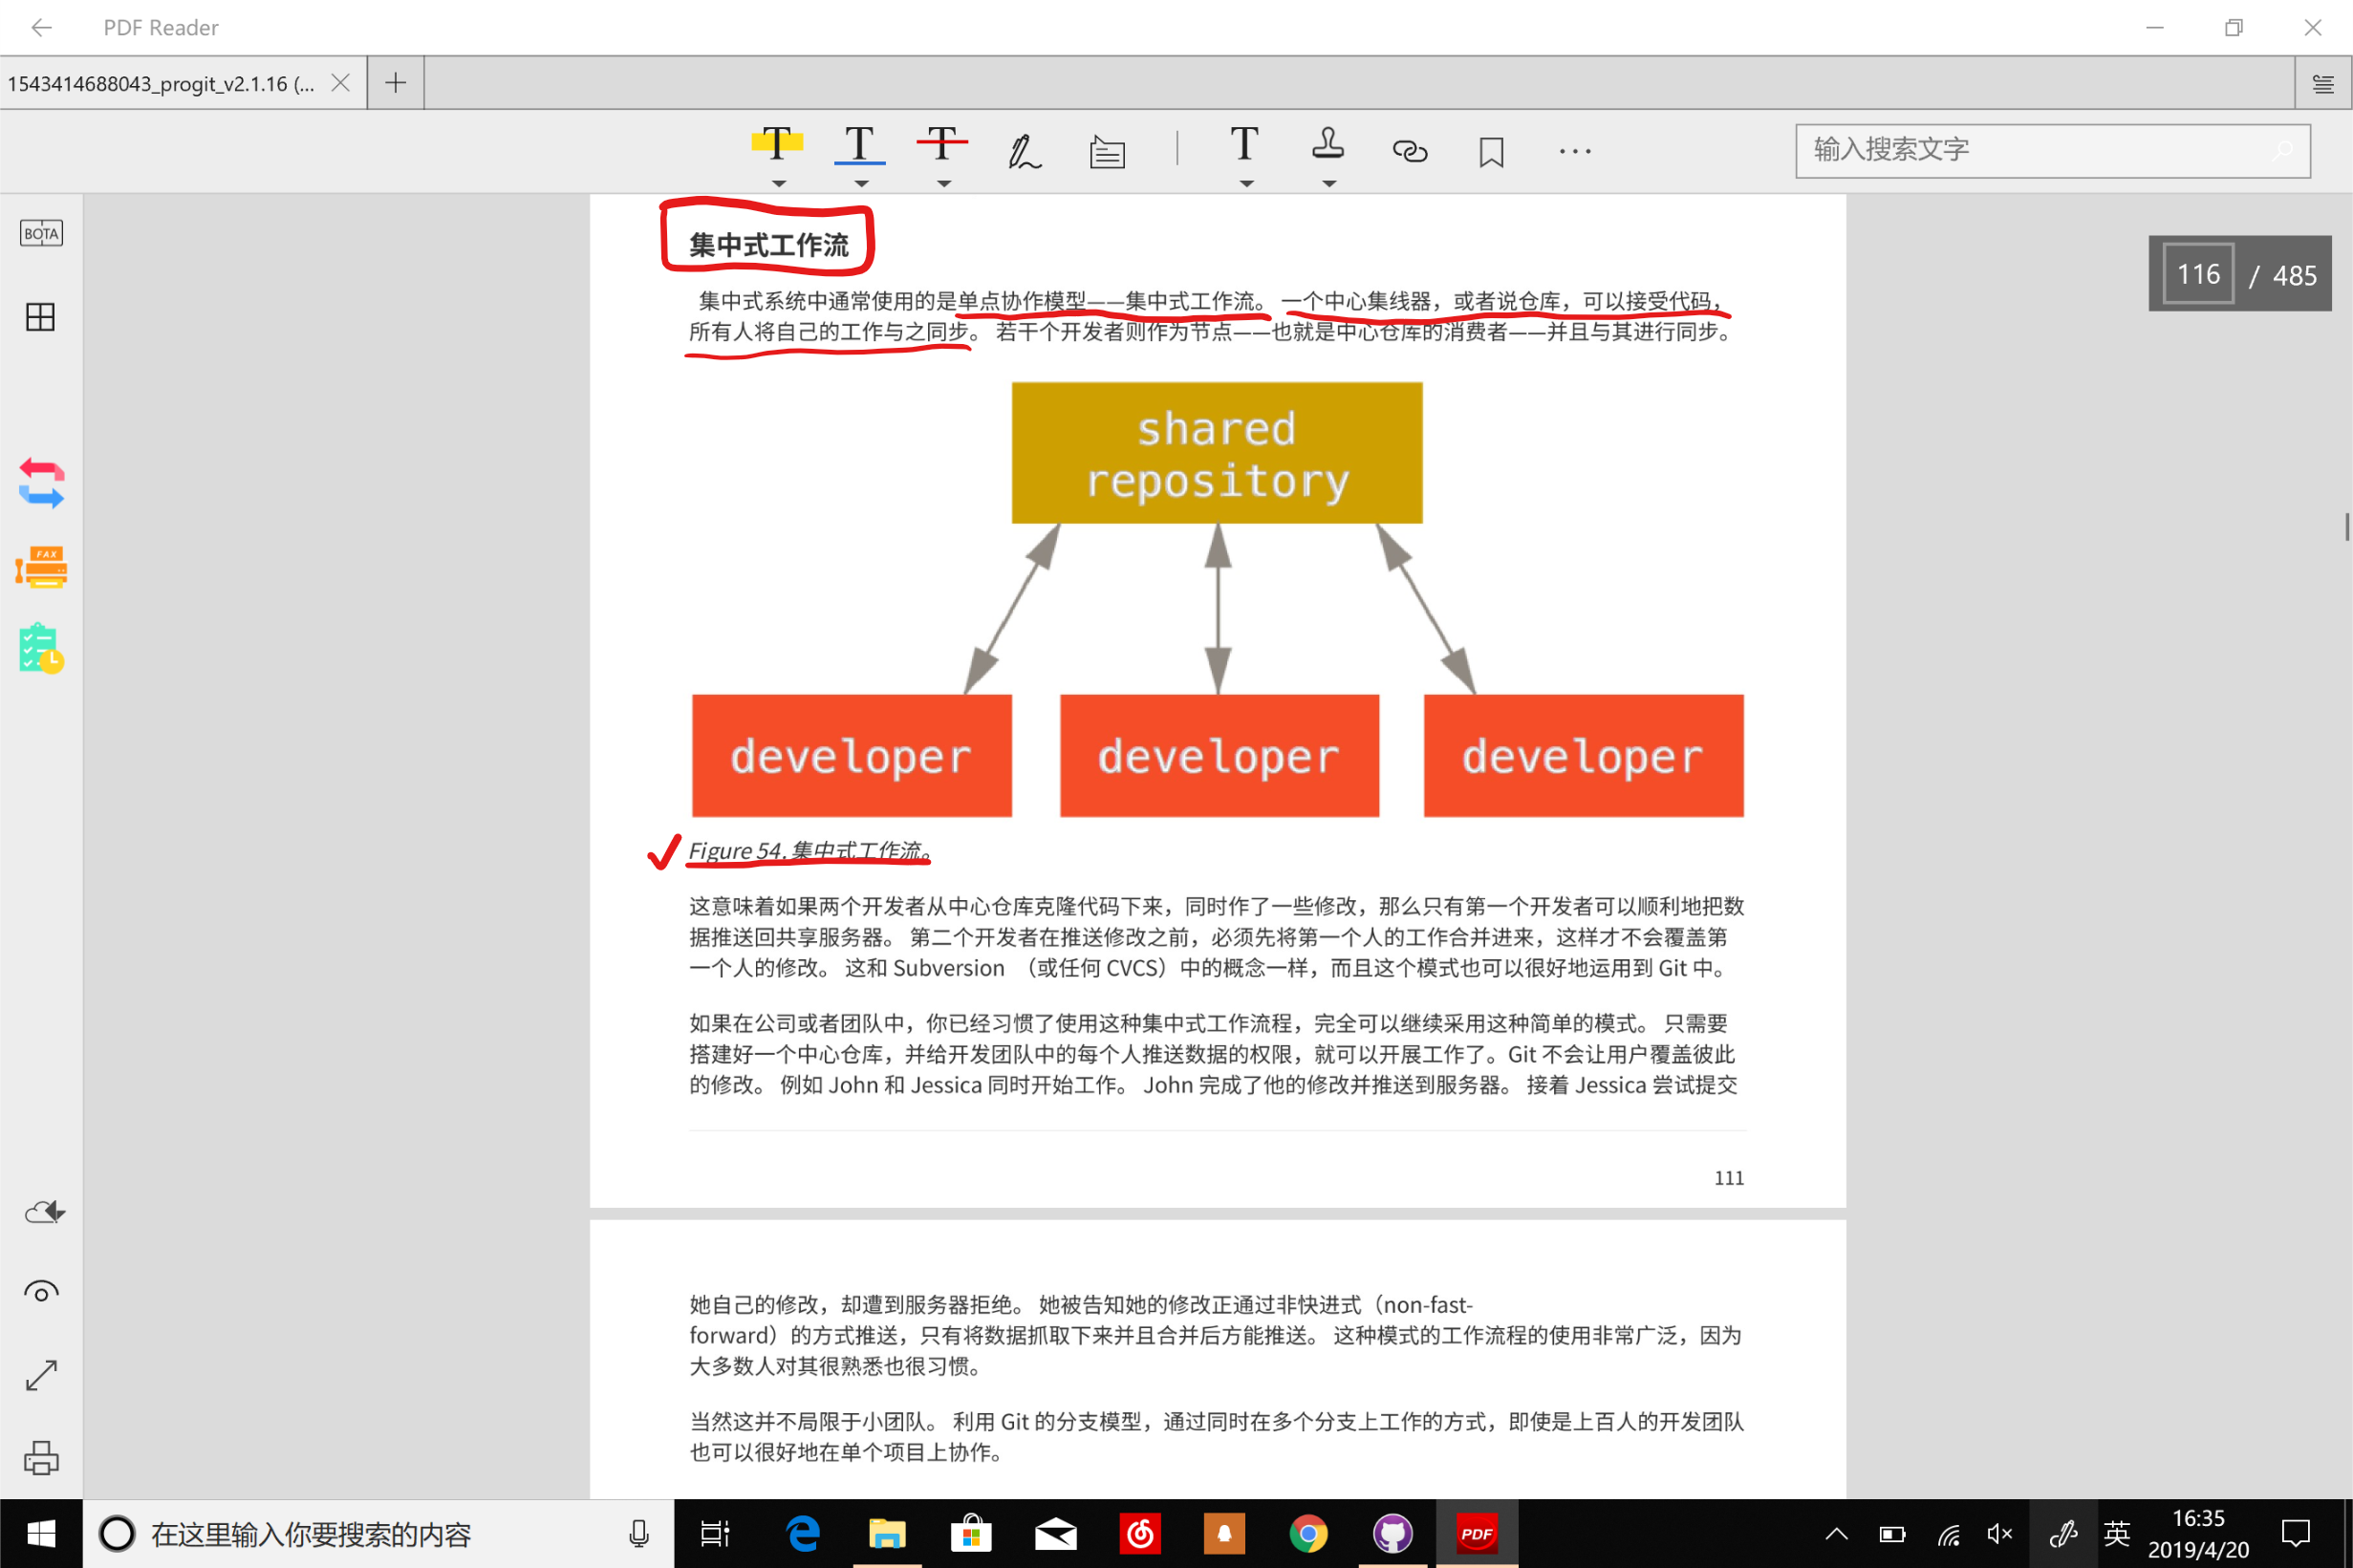 PDF Reader
1543414688043_progit_v2.1.16 (...
输入搜索文字
BOTA
116 / 485
FAX
集中式工作流
集中式系统中通常使用的是单点协作模型——集中式工作流。 一个中心集线器，或者说仓库，可以接受代码，
所有人将自己的工作与之同步。 若干个开发者则作为节点——也就是中心仓库的消费者——并且与其进行同步。
shared
repository
developer developer developer
Figure 54. 集中式工作流。
这意味着如果两个开发者从中心仓库克隆代码下来，同时作了一些修改，那么只有第一个开发者可以顺利地把数
据推送回共享服务器。 第二个开发者在推送修改之前，必须先将第一个人的工作合并进来，这样才不会覆盖第
一个人的修改。 这和 Subversion （或任何 CVCS）中的概念一样，而且这个模式也可以很好地运用到 Git 中。
如果在公司或者团队中，你已经习惯了使用这种集中式工作流程，完全可以继续采用这种简单的模式。 只需要
搭建好一个中心仓库，并给开发团队中的每个人推送数据的权限，就可以开展工作了。Git 不会让用户覆盖彼此
的修改。 例如 John 和 Jessica 同时开始工作。 John 完成了他的修改并推送到服务器。 接着 Jessica 尝试提交
111
她自己的修改，却遭到服务器拒绝。 她被告知她的修改正通过非快进式（non-fast-
forward）的方式推送，只有将数据抓取下来并且合并后方能推送。 这种模式的工作流程的使用非常广泛，因为
大多数人对其很熟悉也很习惯。
当然这并不局限于小团队。 利用 Git 的分支模型，通过同时在多个分支上工作的方式，即使是上百人的开发团队
也可以很好地在单个项目上协作。
在这里输入你要搜索的内容
PDF
英
16:35
2019/4/20